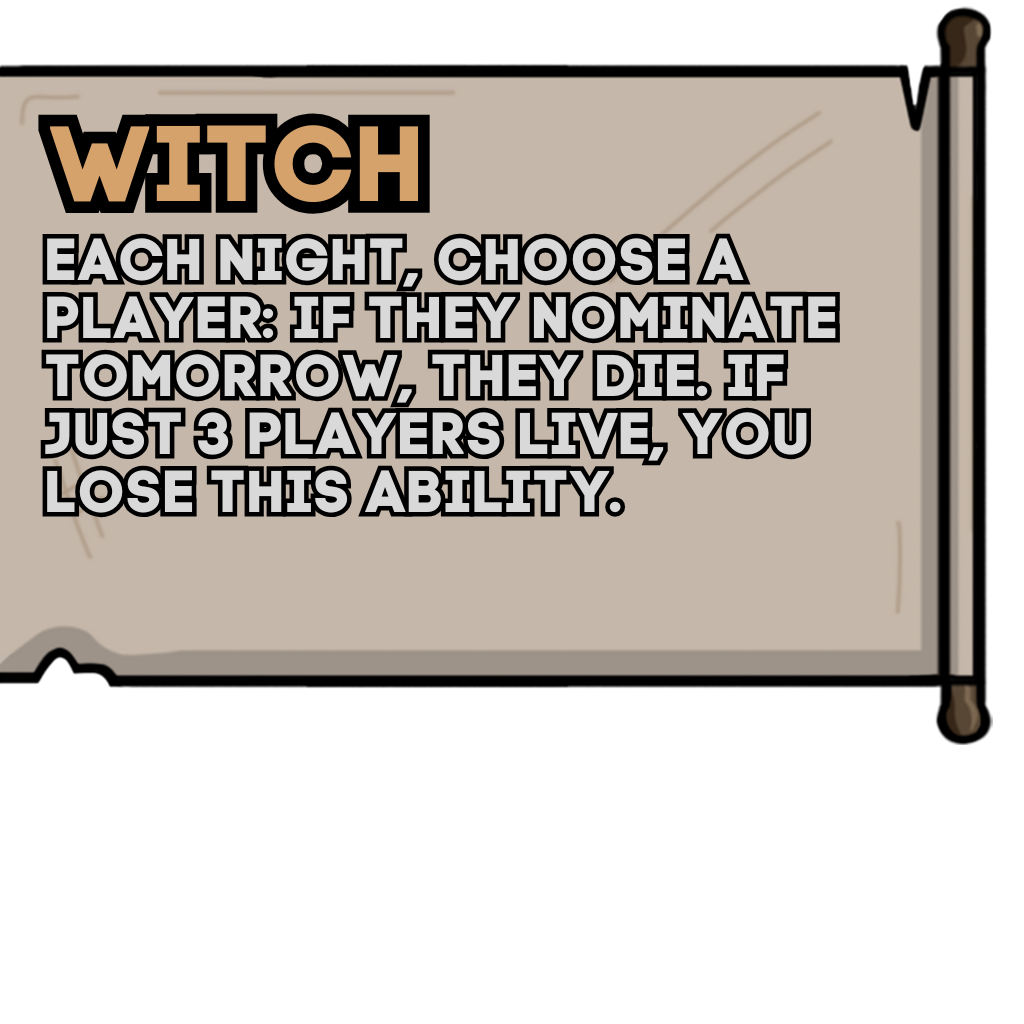 WITCH
EACH NIGHT, CHOOSE A
PLAYER: IF THEY NOMINATE
TOMORROW, THEY DIE. IF
JUST 3 PLAYERS LIVE, YOU
LOSE THIS ABILITY.